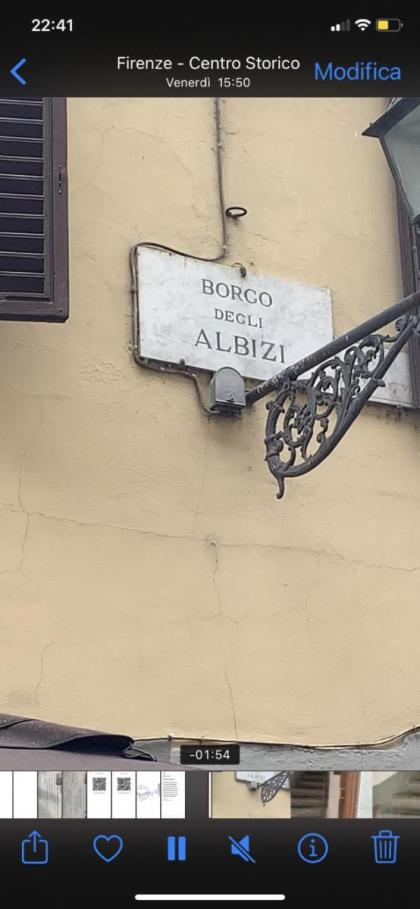 22:41
Firenze - Centro Storico
Venerdì 15:50
Modifica
BORGO
DEGLI
ALBIZI
-01:54